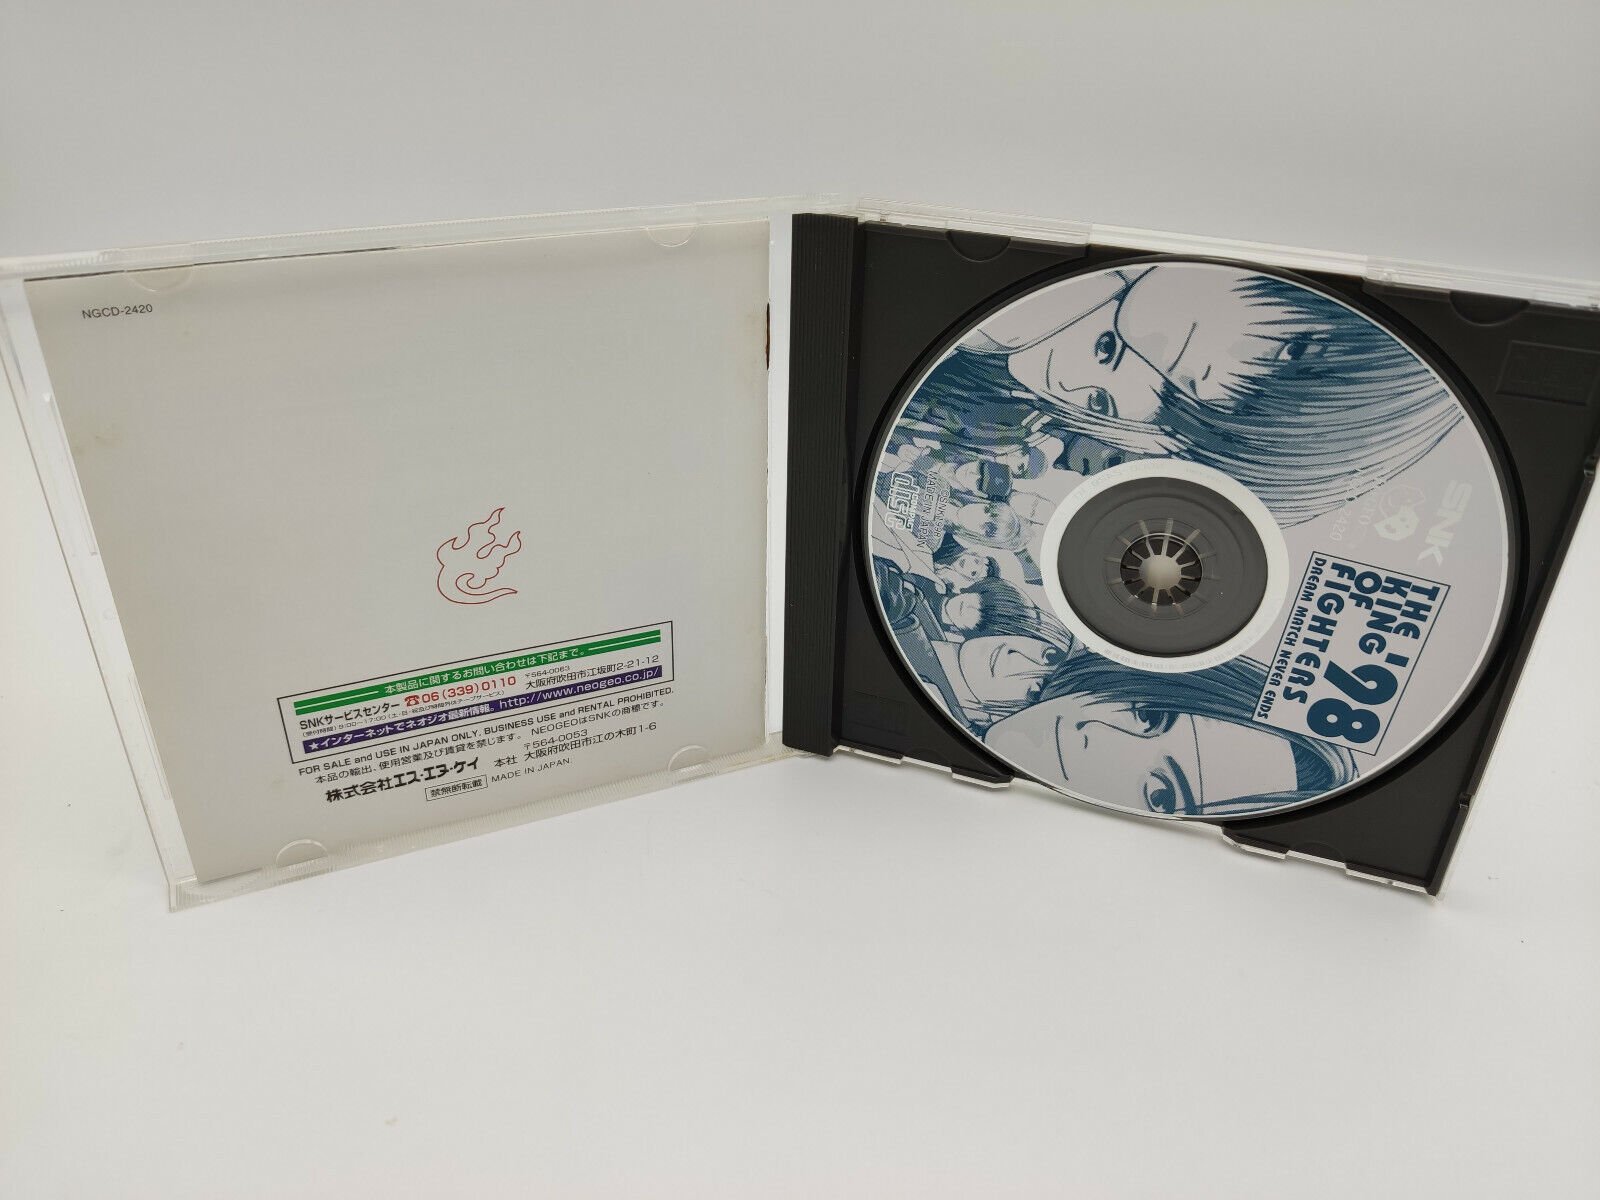 NGCD-2420
本製品に関するお問い合わせは下記まで。
SNKサービスセンター ☎06(339)0110 〒564-0063 大阪府吹田市江坂町2-21-12
★インターネットでネオジオ最新情報。http://www.neogeo.co.jp/
FOR SALE and USE IN JAPAN ONLY. BUSINESS USE and RENTAL PROHIBITED.
本品の輸出、使用営業及び賃貸を禁じます。 NEOGEOはSNKの商標です。
株式会社エス・エヌ・ケイ 本社 〒564-0053 大阪府吹田市江の木町1-6
禁無断転載 MADE IN JAPAN
SNK
THE
KING
OF
FIGHTERS
'98
DREAM MATCH NEVER ENDS
MADE IN JAPAN
disc